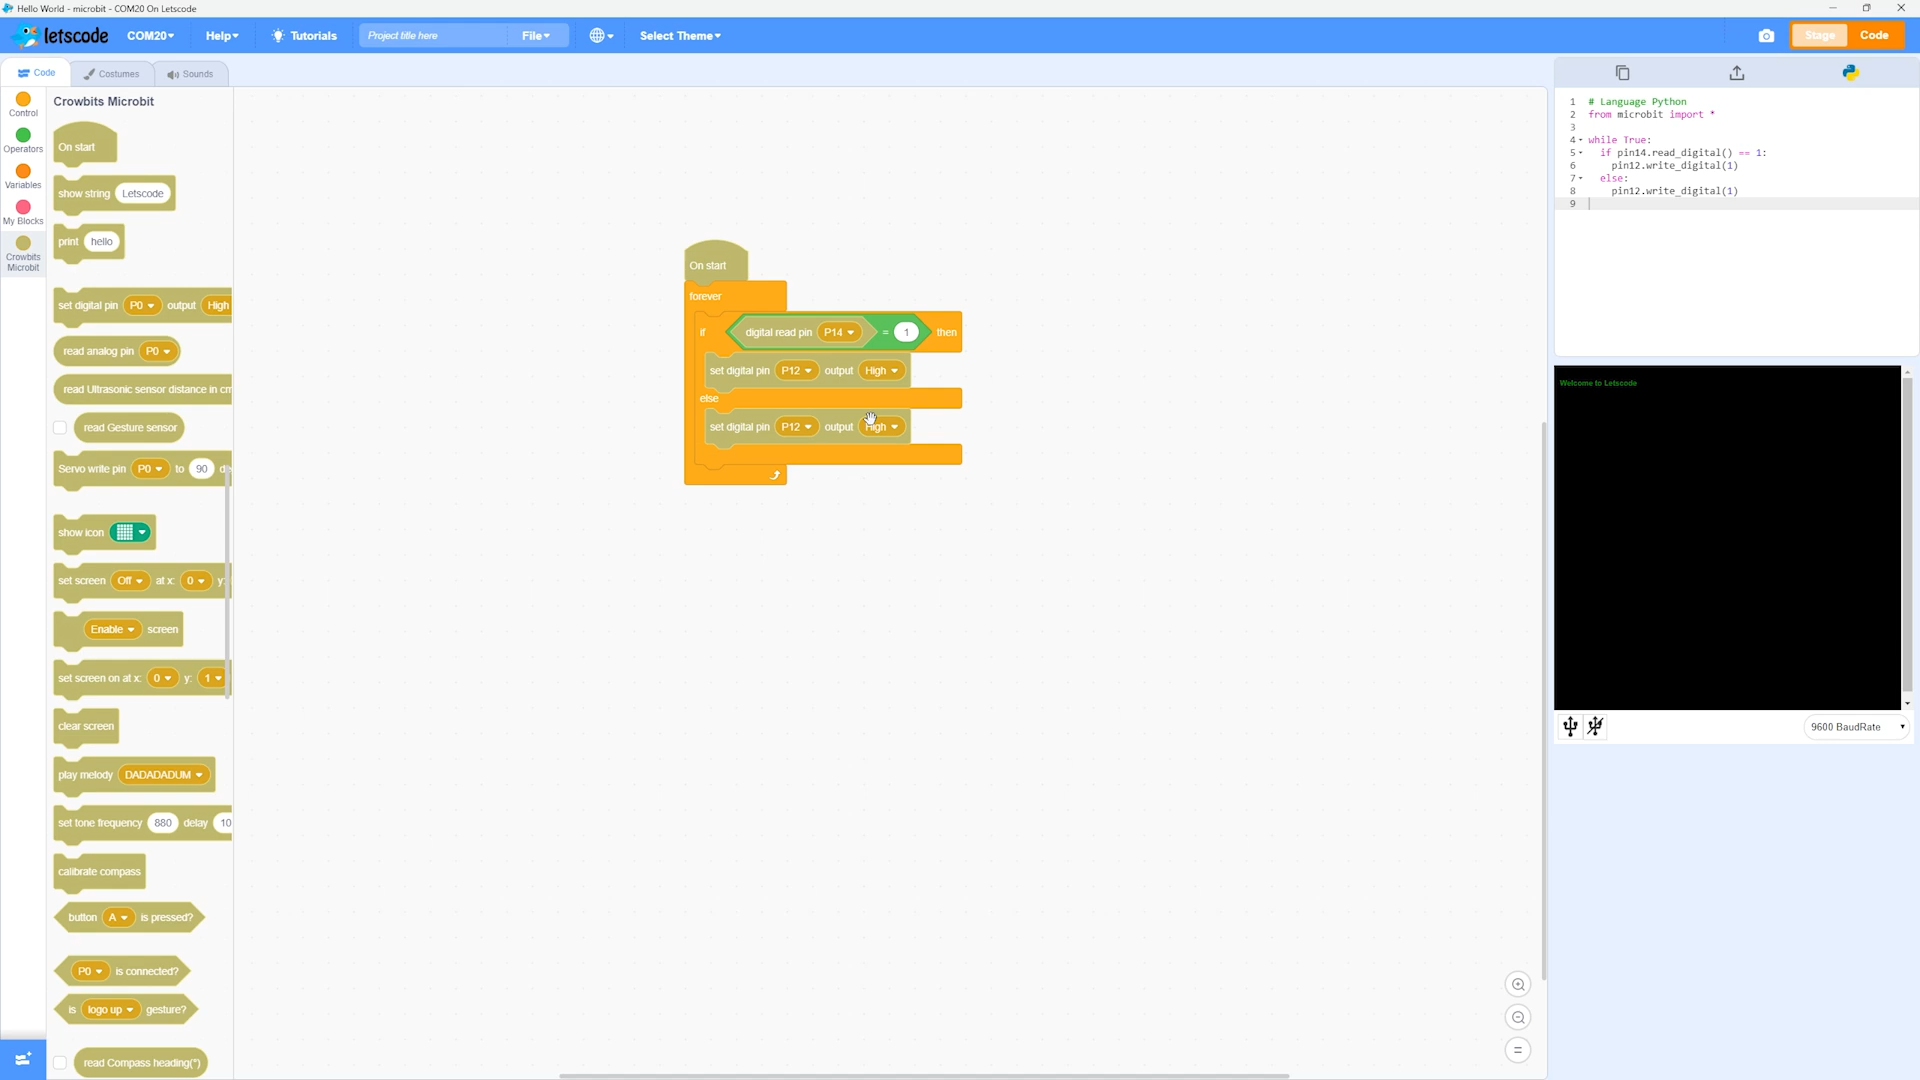 Hello World - microbit - COM20 On Letscode
letscode COM20 Help Tutorials Project title here File Select Theme Stage Code
Code Costumes Sounds
Control
Operators
Variables
My Blocks
Crowbits
Microbit
Crowbits Microbit
On start
show string Letscode
print hello
set digital pin P0 output High
read analog pin P0
read Ultrasonic sensor distance in cm
read Gesture sensor
Servo write pin P0 to 90 de
show icon
set screen Off at x: 0 y:
Enable screen
set screen on at x: 0 y: 1
clear screen
play melody DADADADUM
set tone frequency 880 delay 10
calibrate compass
button A is pressed?
P0 is connected?
is logo up gesture?
read Compass heading(°)
On start
forever
if digital read pin P14 = 1 then
set digital pin P12 output High
else
set digital pin P12 output High
1 # Language Python
2 from microbit import *
3
4 while True:
5 if pin14.read_digital() == 1:
6 pin12.write_digital(1)
7 else:
8 pin12.write_digital(1)
9
Welcome to Letscode
9600 BaudRate